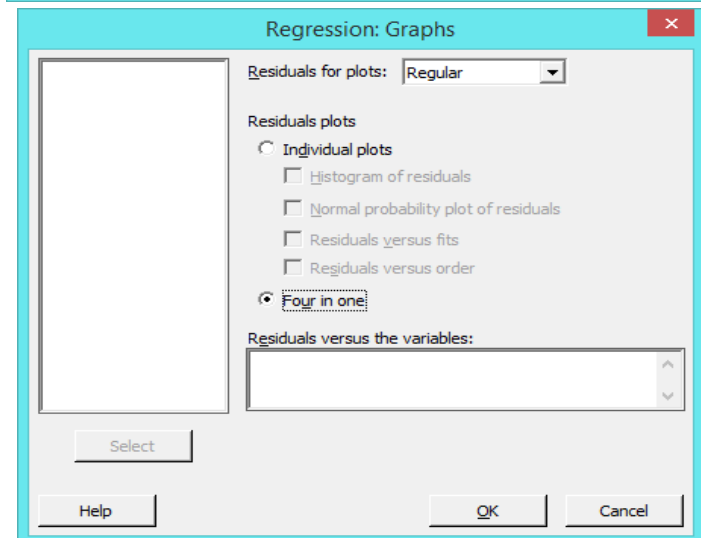 Regression: Graphs
Residuals for plots: Regular
Residuals plots
Individual plots
Histogram of residuals
Normal probability plot of residuals
Residuals versus fits
Residuals versus order
Four in one
Residuals versus the variables:
Select
Help OK Cancel